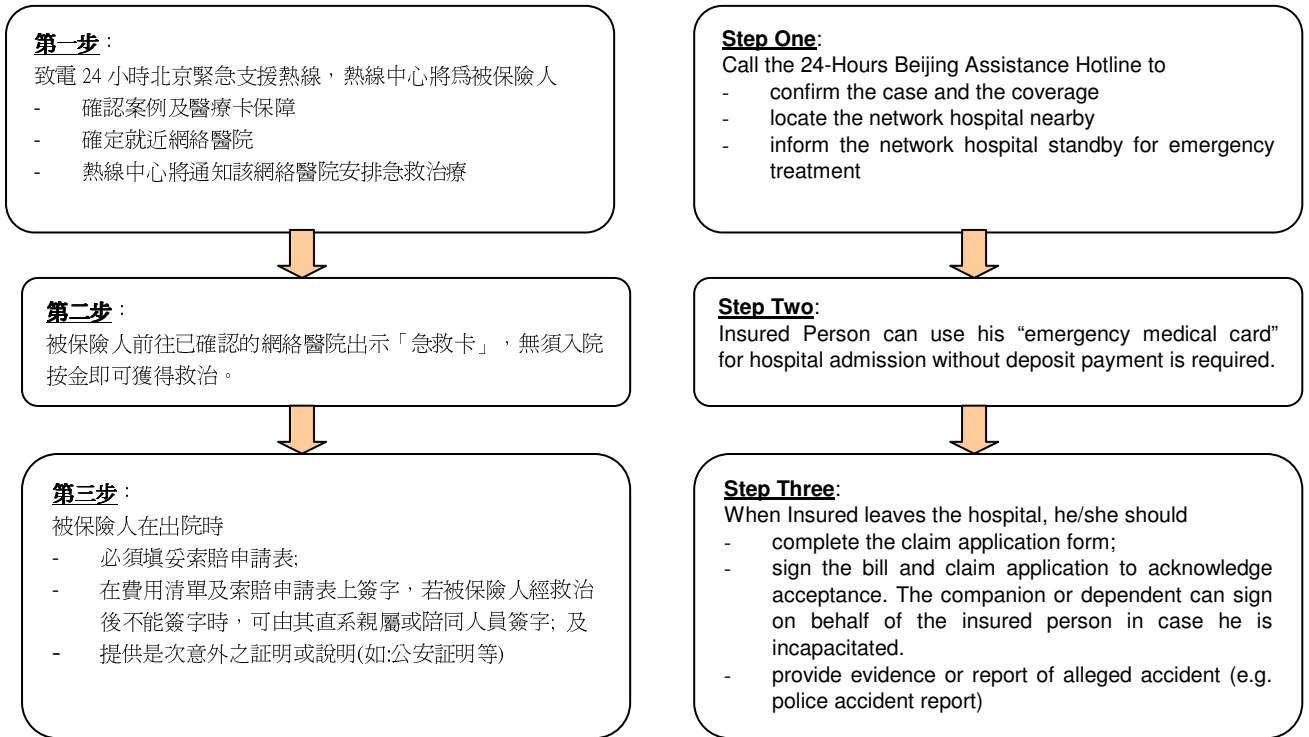 第一步：
致電 24 小時北京緊急支援熱線，熱線中心將爲被保險人
- 確認案例及醫療卡保障
- 確定就近網絡醫院
- 熱線中心將通知該網絡醫院安排急救治療
第二步：
被保險人前往已確認的網絡醫院出示「急救卡」，無須入院
按金即可獲得救治。
第三步：
被保險人在出院時
- 必須塡妥索賠申請表;
- 在費用清單及索賠申請表上簽字，若被保險人經救治
後不能簽字時，可由其直系親屬或陪同人員簽字; 及
- 提供是次意外之証明或說明(如:公安証明等)
Step One:
Call the 24-Hours Beijing Assistance Hotline to
- confirm the case and the coverage
- locate the network hospital nearby
- inform the network hospital standby for emergency
treatment
Step Two:
Insured Person can use his “emergency medical card”
for hospital admission without deposit payment is required.
Step Three:
When Insured leaves the hospital, he/she should
- complete the claim application form;
- sign the bill and claim application to acknowledge
acceptance. The companion or dependent can sign
on behalf of the insured person in case he is
incapacitated.
- provide evidence or report of alleged accident (e.g.
police accident report)